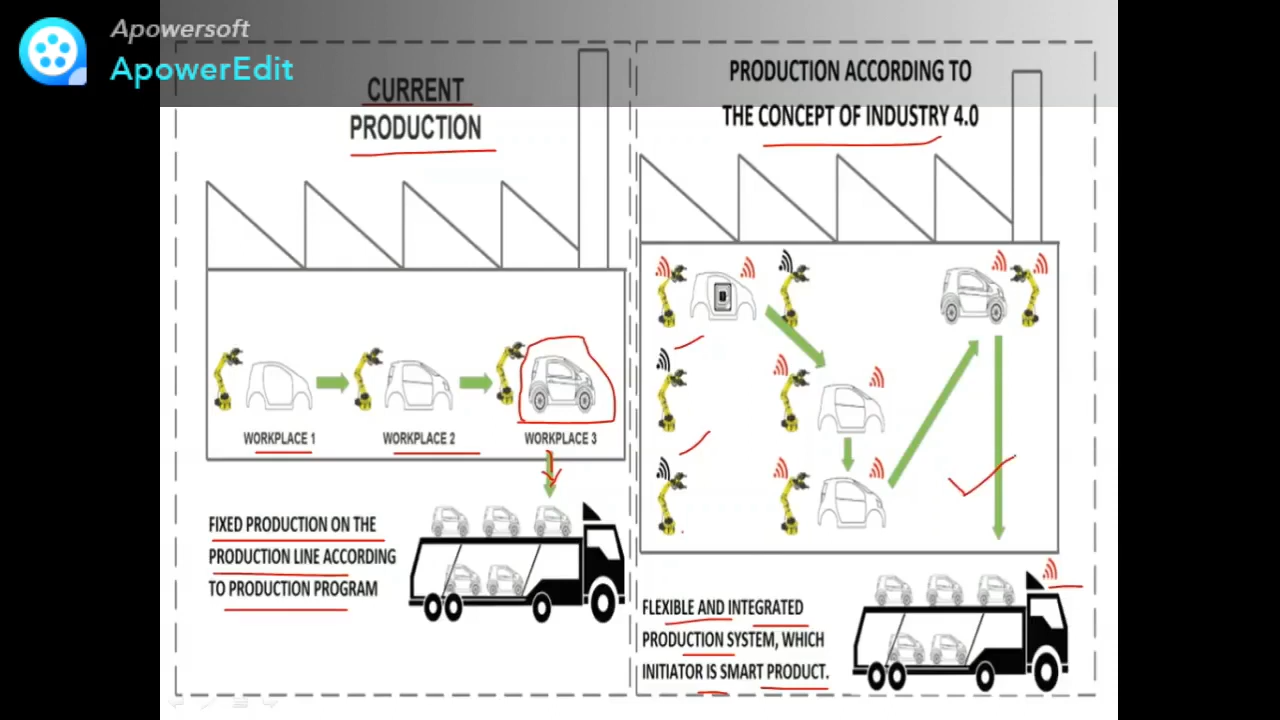 Apowersoft
ApowerEdit
CURRENT
PRODUCTION
WORKPLACE 1
WORKPLACE 2
WORKPLACE 3
FIXED PRODUCTION ON THE
PRODUCTION LINE ACCORDING
TO PRODUCTION PROGRAM
PRODUCTION ACCORDING TO
THE CONCEPT OF INDUSTRY 4.0
FLEXIBLE AND INTEGRATED
PRODUCTION SYSTEM, WHICH
INITIATOR IS SMART PRODUCT.